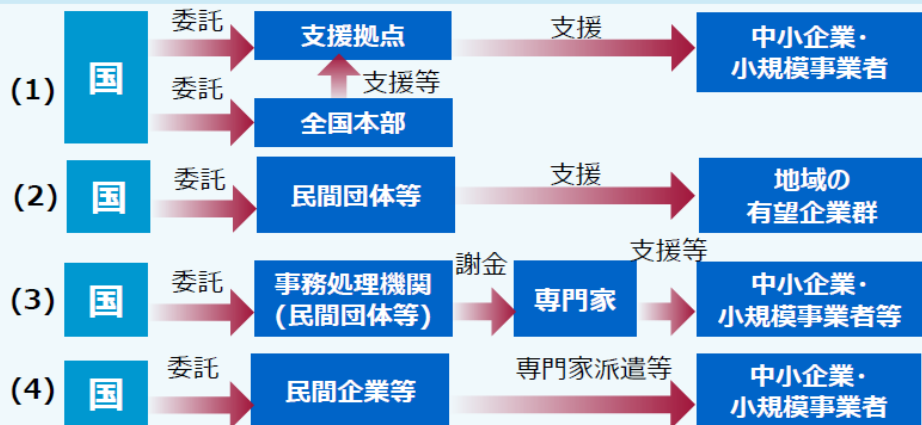 委託
支援拠点
支援
中小企業・
小規模事業者
(1)
国
委託
支援等
全国本部
(2)
国
委託
民間団体等
支援
地域の
有望企業群
(3)
国
委託
事務処理機関
(民間団体等)
謝金
専門家
支援等
中小企業・
小規模事業者等
(4)
国
委託
民間企業等
専門家派遣等
中小企業・
小規模事業者